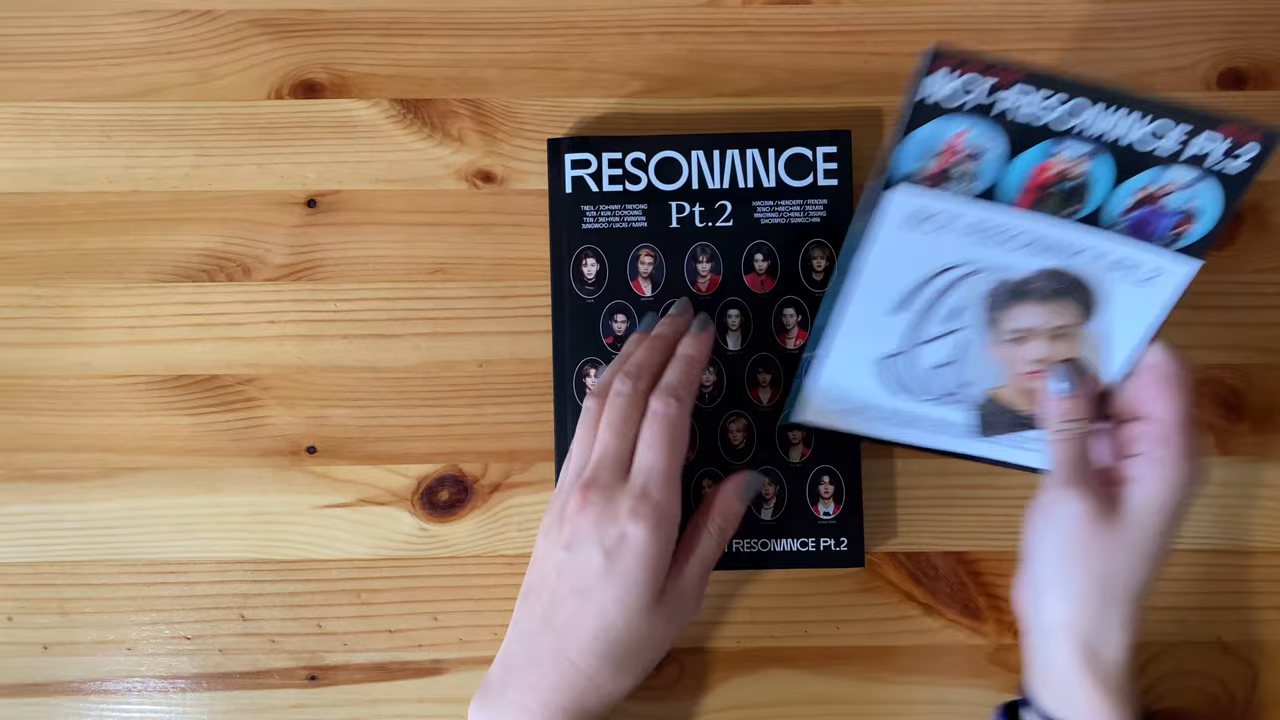 RESONANCE
Pt.2
TAEIL / JOHNNY / TAEYONG
YUTA / KUN / DOYOUNG
TEN / JAEHYUN / WINWIN
JUNGWOO / LUCAS / MARK
XIAOJUN / HENDERY / RENJUN
JENO / HAECHAN / JAEMIN
YANGYANG / CHENLE / JISUNG
SHOTARO / SUNGCHAN
RESONANCE Pt.2
NCT-RESONANCE Pt.2